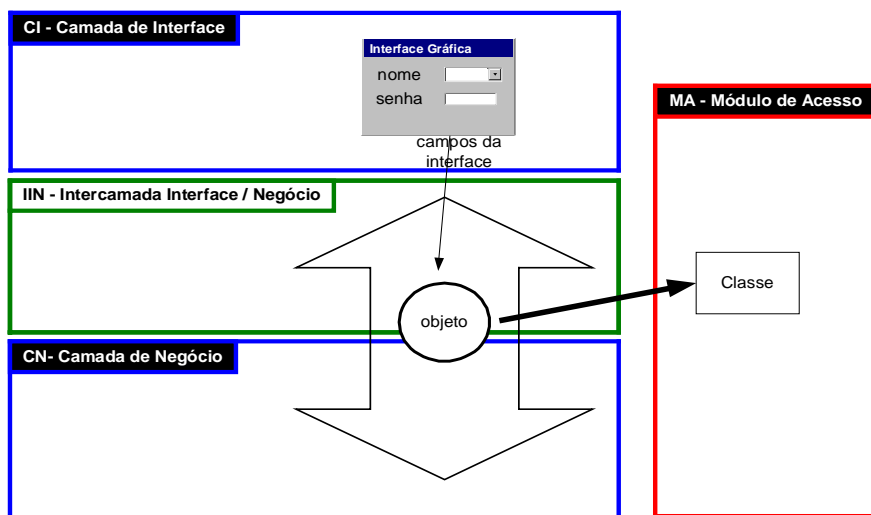 CI - Camada de Interface
Interface Gráfica
nome
senha
campos da
interface
MA - Módulo de Acesso
IIN - Intercamada Interface / Negócio
Classe
objeto
CN- Camada de Negócio